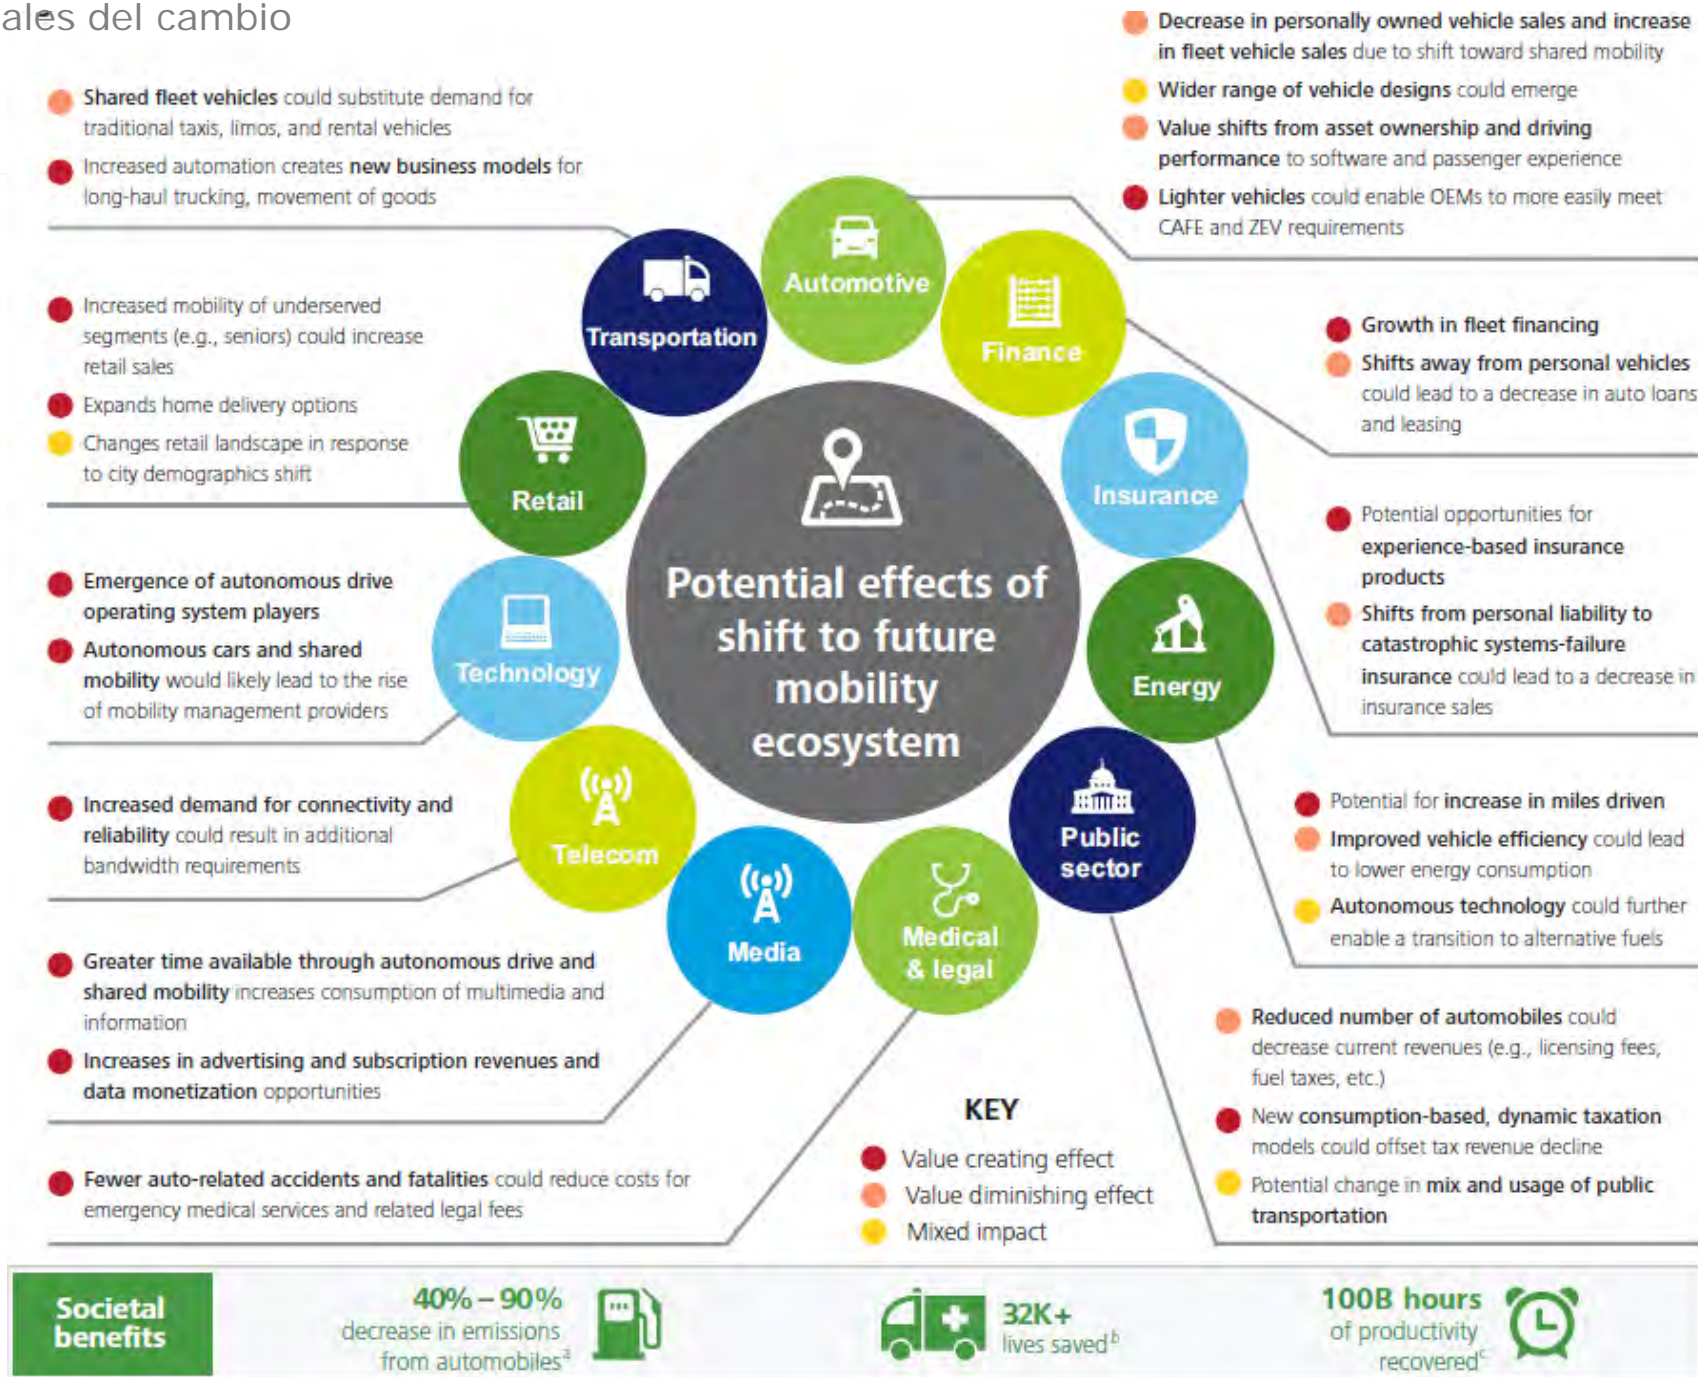 ales del cambio
Shared fleet vehicles could substitute demand for
traditional taxis, limos, and rental vehicles
Increased automation creates new business models for
long-haul trucking, movement of goods
Increased mobility of underserved
segments (e.g., seniors) could increase
retail sales
Expands home delivery options
Changes retail landscape in response
to city demographics shift
Emergence of autonomous drive
operating system players
Autonomous cars and shared
mobility would likely lead to the rise
of mobility management providers
Increased demand for connectivity and
reliability could result in additional
bandwidth requirements
Greater time available through autonomous drive and
shared mobility increases consumption of multimedia and
information
Increases in advertising and subscription revenues and
data monetization opportunities
Fewer auto-related accidents and fatalities could reduce costs for
emergency medical services and related legal fees
Transportation
Automotive
Finance
Retail
Insurance
Technology
Energy
Telecom
Public
sector
Media
Medical
& legal
Potential effects of
shift to future
mobility
ecosystem
Decrease in personally owned vehicle sales and increase
in fleet vehicle sales due to shift toward shared mobility
Wider range of vehicle designs could emerge
Value shifts from asset ownership and driving
performance to software and passenger experience
Lighter vehicles could enable OEMs to more easily meet
CAFE and ZEV requirements
Growth in fleet financing
Shifts away from personal vehicles
could lead to a decrease in auto loans
and leasing
Potential opportunities for
experience-based insurance
products
Shifts from personal liability to
catastrophic systems-failure
insurance could lead to a decrease in
insurance sales
Potential for increase in miles driven
Improved vehicle efficiency could lead
to lower energy consumption
Autonomous technology could further
enable a transition to alternative fuels
Reduced number of automobiles could
decrease current revenues (e.g., licensing fees,
fuel taxes, etc.)
New consumption-based, dynamic taxation
models could offset tax revenue decline
Potential change in mix and usage of public
transportation
KEY
Value creating effect
Value diminishing effect
Mixed impact
Societal
benefits
40% – 90%
decrease in emissions
from automobilesᵃ
32K+
lives savedᵇ
100B hours
of productivity
recoveredᶜ